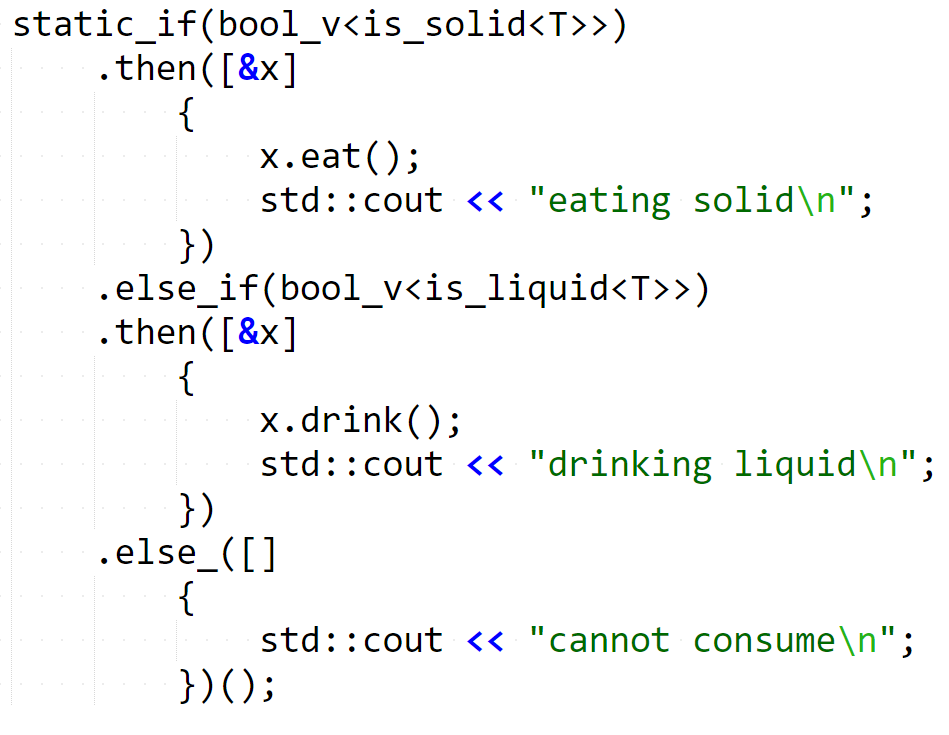 static_if(bool_v<is_solid<T>>)
    .then([&x]
        {
            x.eat();
            std::cout << "eating solid\n";
        })
    .else_if(bool_v<is_liquid<T>>)
    .then([&x]
        {
            x.drink();
            std::cout << "drinking liquid\n";
        })
    .else_([]
        {
            std::cout << "cannot consume\n";
        })();